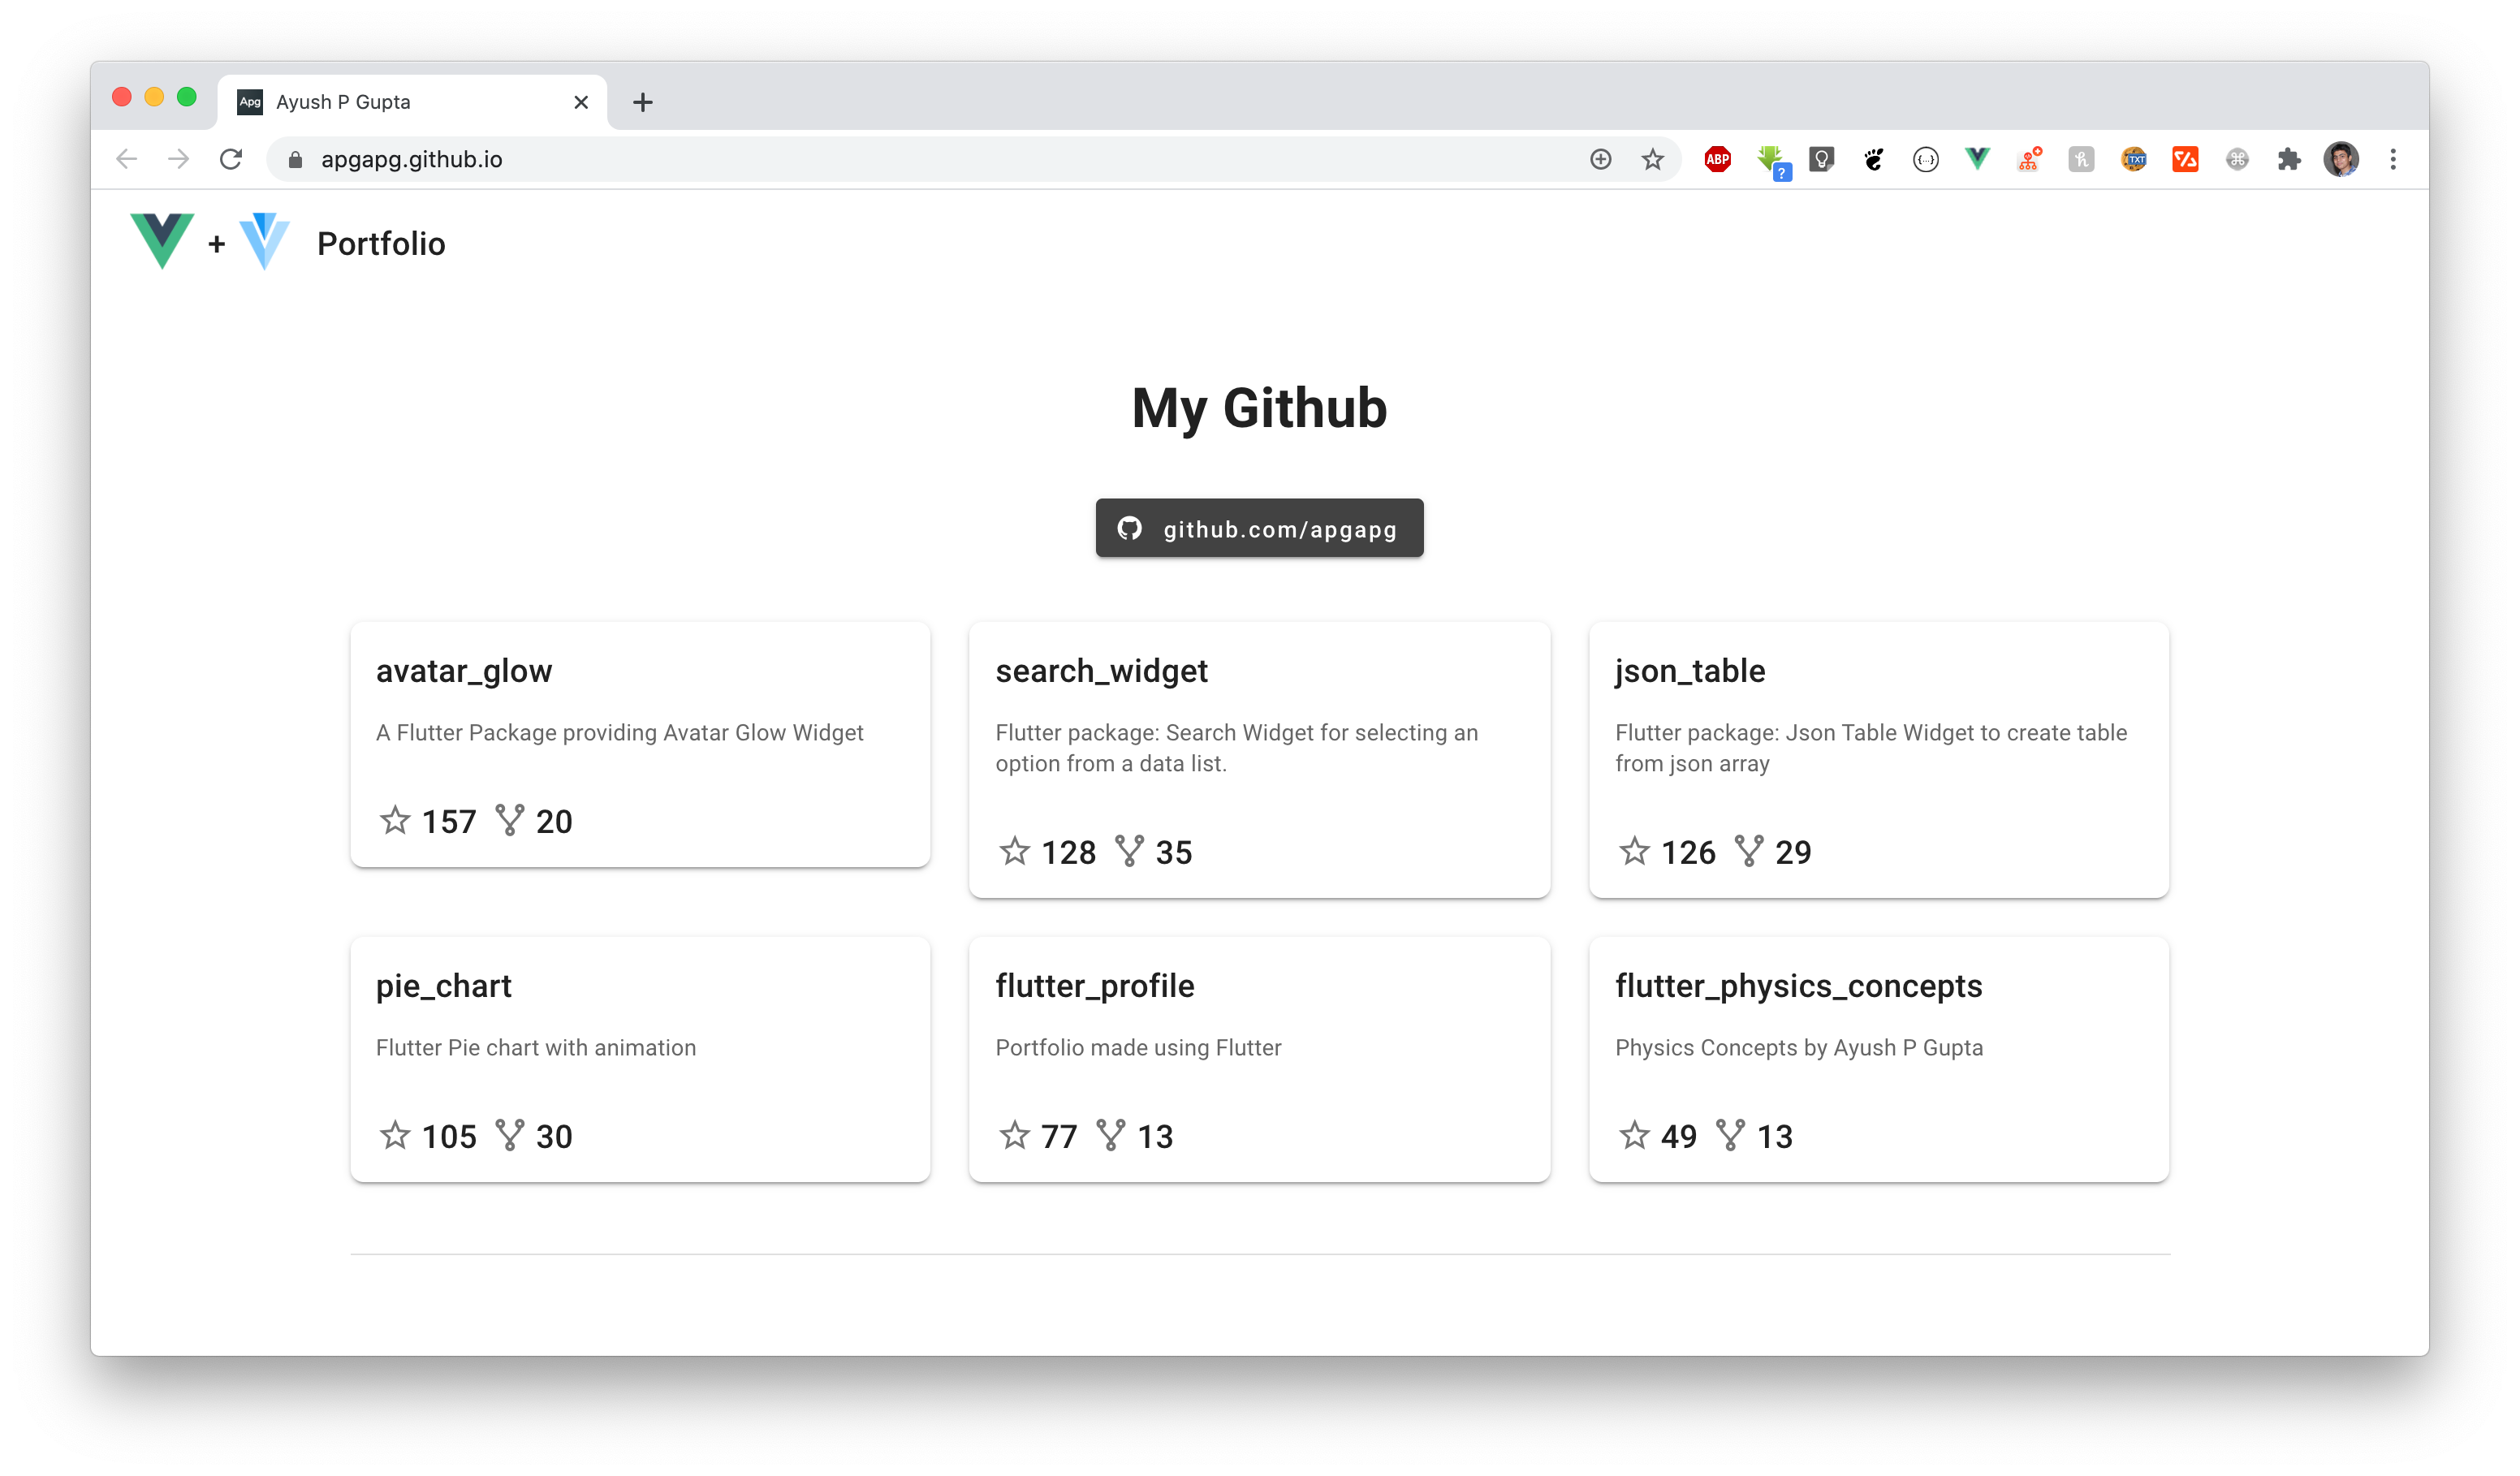 Apg Ayush P Gupta
apgapg.github.io
ABP
?
{...}
TXT
+ Portfolio
My Github
github.com/apgapg
avatar_glow
A Flutter Package providing Avatar Glow Widget
157 20
search_widget
Flutter package: Search Widget for selecting an
option from a data list.
128 35
json_table
Flutter package: Json Table Widget to create table
from json array
126 29
pie_chart
Flutter Pie chart with animation
105 30
flutter_profile
Portfolio made using Flutter
77 13
flutter_physics_concepts
Physics Concepts by Ayush P Gupta
49 13